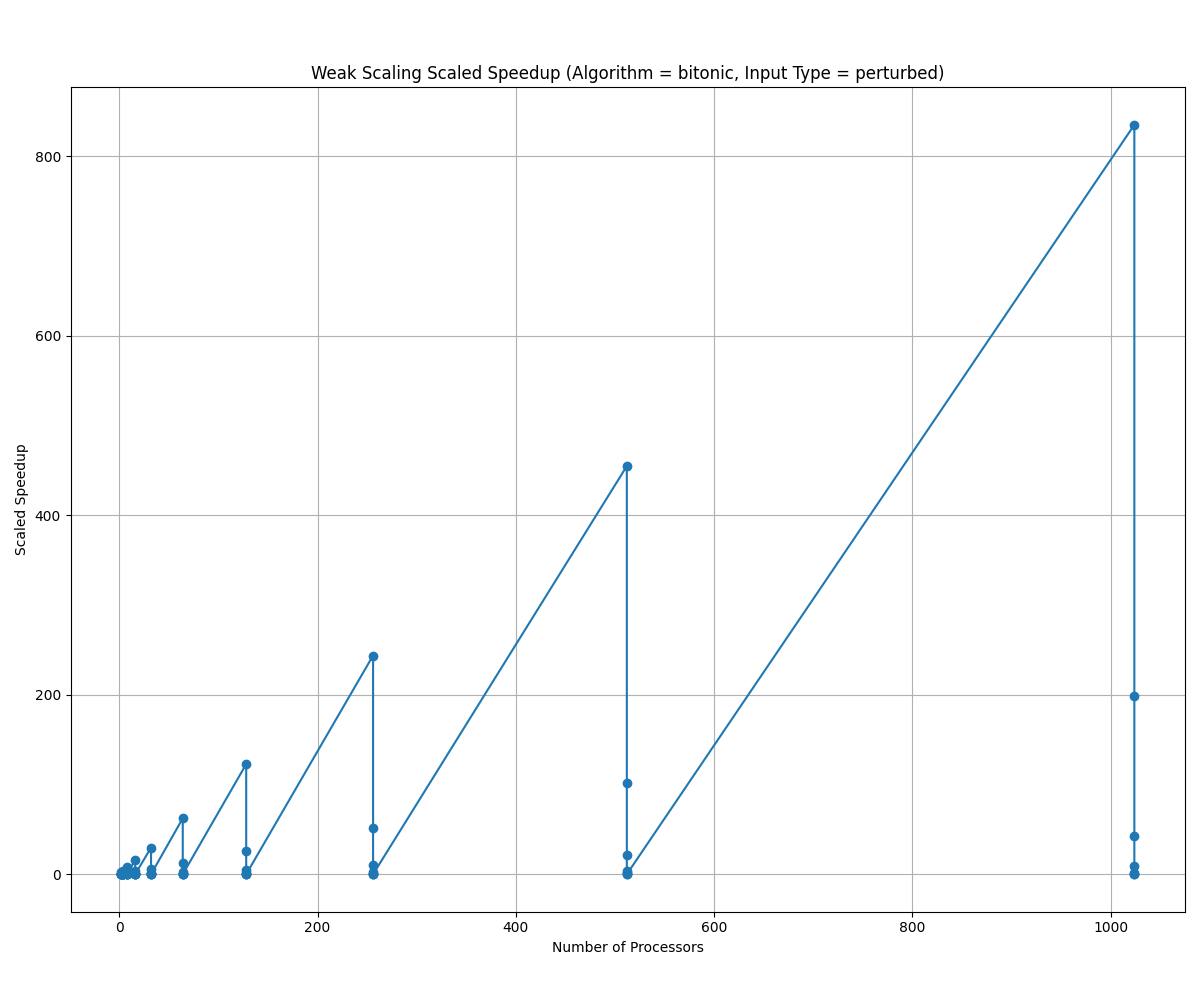 Weak Scaling Scaled Speedup (Algorithm = bitonic, Input Type = perturbed)
Scaled Speedup
800
600
400
200
0
0 200 400 600 800 1000
Number of Processors